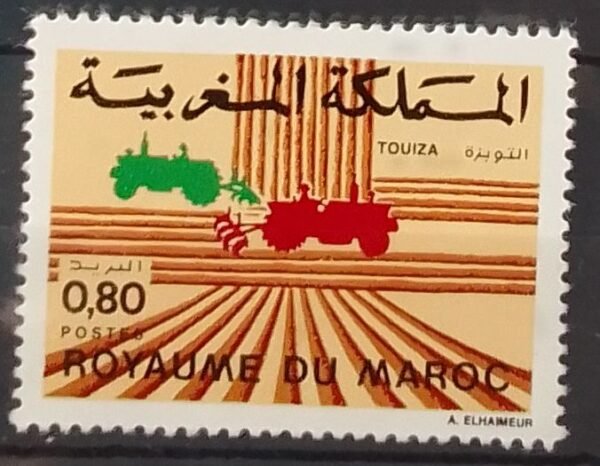 المملكة المغربية
TOUIZA التويزة
البريد
0,80
POSTES
ROYAUME DU MAROC
A. ELHAIMEUR